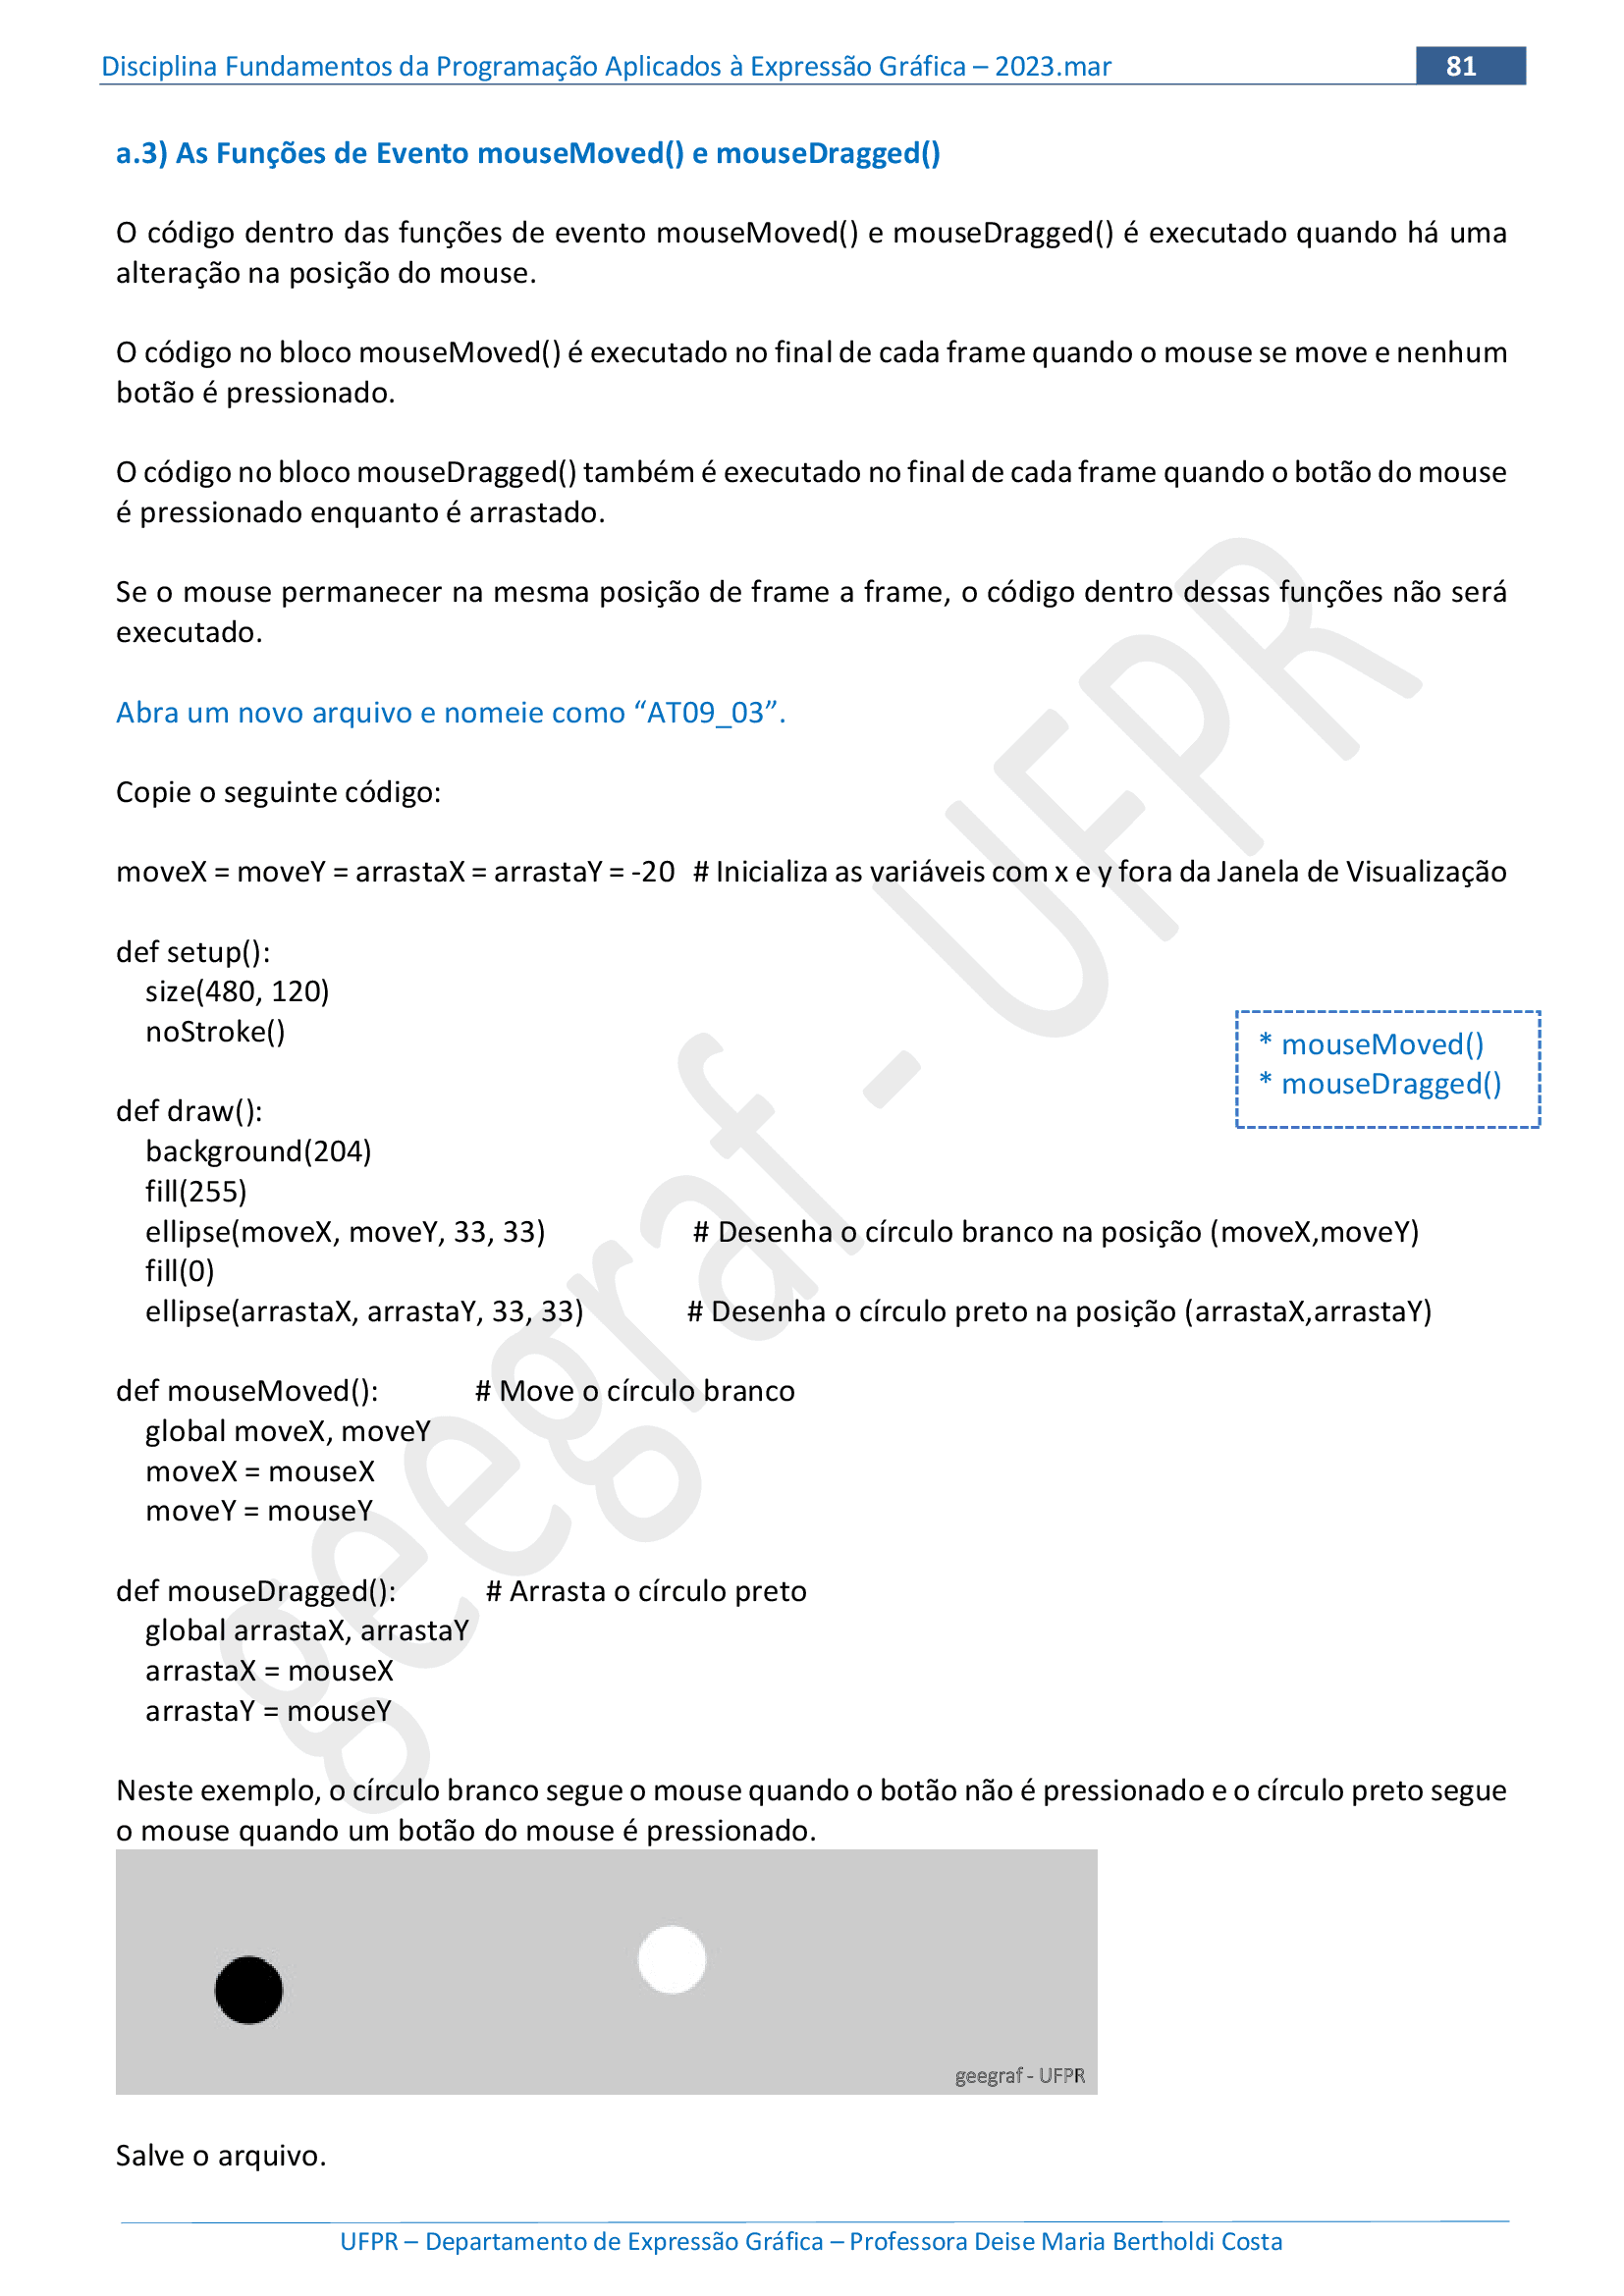 Disciplina Fundamentos da Programação Aplicados à Expressão Gráfica – 2023.mar 81
a.3) As Funções de Evento mouseMoved() e mouseDragged()
O código dentro das funções de evento mouseMoved() e mouseDragged() é executado quando há uma
alteração na posição do mouse.
O código no bloco mouseMoved() é executado no final de cada frame quando o mouse se move e nenhum
botão é pressionado.
O código no bloco mouseDragged() também é executado no final de cada frame quando o botão do mouse
é pressionado enquanto é arrastado.
Se o mouse permanecer na mesma posição de frame a frame, o código dentro dessas funções não será
executado.
Abra um novo arquivo e nomeie como “AT09_03”.
Copie o seguinte código:
moveX = moveY = arrastaX = arrastaY = -20 # Inicializa as variáveis com x e y fora da Janela de Visualização
def setup():
size(480, 120)
noStroke()
* mouseMoved()
* mouseDragged()
def draw():
background(204)
fill(255)
ellipse(moveX, moveY, 33, 33) # Desenha o círculo branco na posição (moveX,moveY)
fill(0)
ellipse(arrastaX, arrastaY, 33, 33) # Desenha o círculo preto na posição (arrastaX,arrastaY)
def mouseMoved(): # Move o círculo branco
global moveX, moveY
moveX = mouseX
moveY = mouseY
def mouseDragged(): # Arrasta o círculo preto
global arrastaX, arrastaY
arrastaX = mouseX
arrastaY = mouseY
Neste exemplo, o círculo branco segue o mouse quando o botão não é pressionado e o círculo preto segue
o mouse quando um botão do mouse é pressionado.
geegraf - UFPR
Salve o arquivo.
UFPR – Departamento de Expressão Gráfica – Professora Deise Maria Bertholdi Costa
geegraf - UFPR